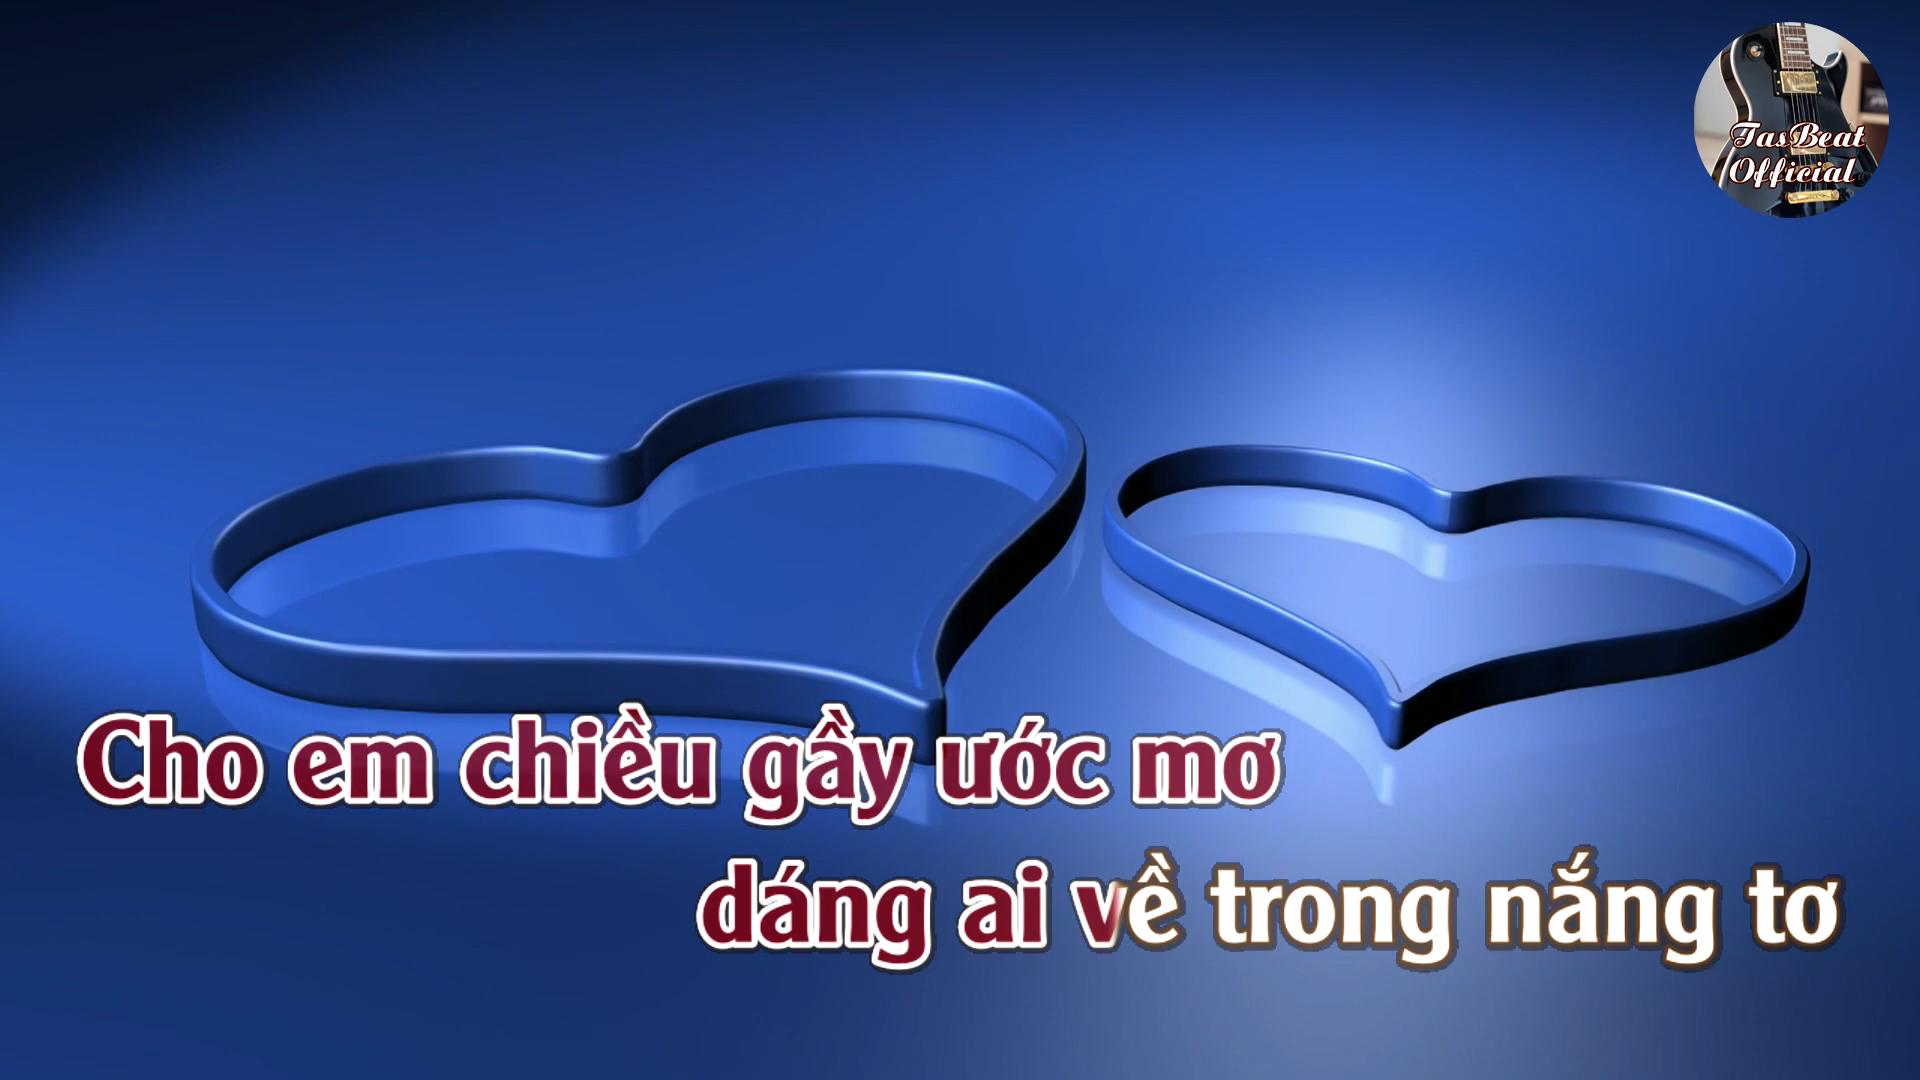 TasBeat
Official
Cho em chiều gầy ước mơ
dáng ai về trong nắng tơ